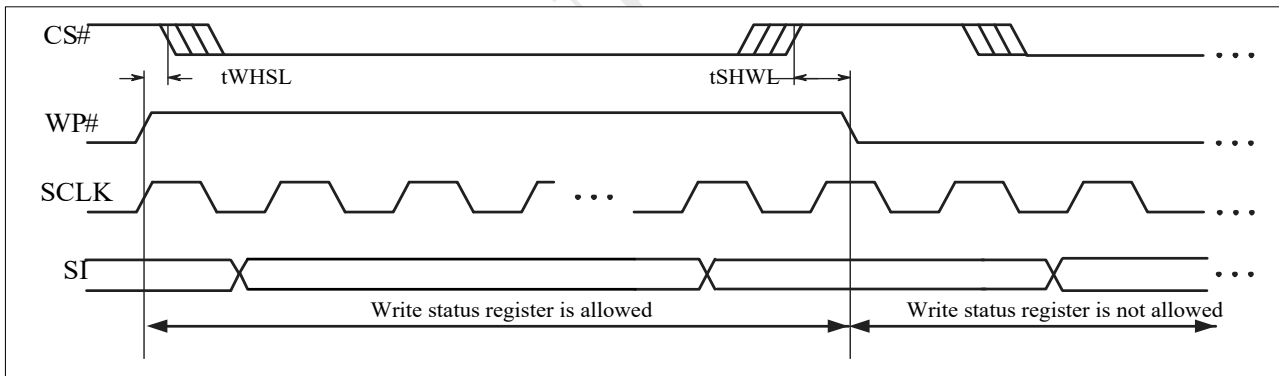 CS#
tWHSL
tSHWL
WP#
SCLK
SI
Write status register is allowed
Write status register is not allowed